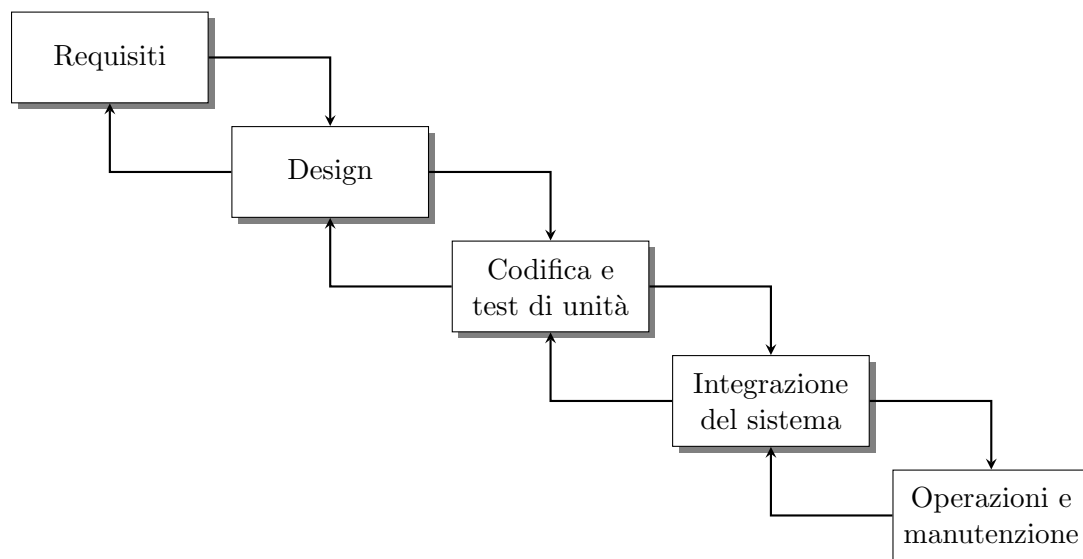 Requisiti
Design
Codifica e
test di unità
Integrazione
del sistema
Operazioni e
manutenzione